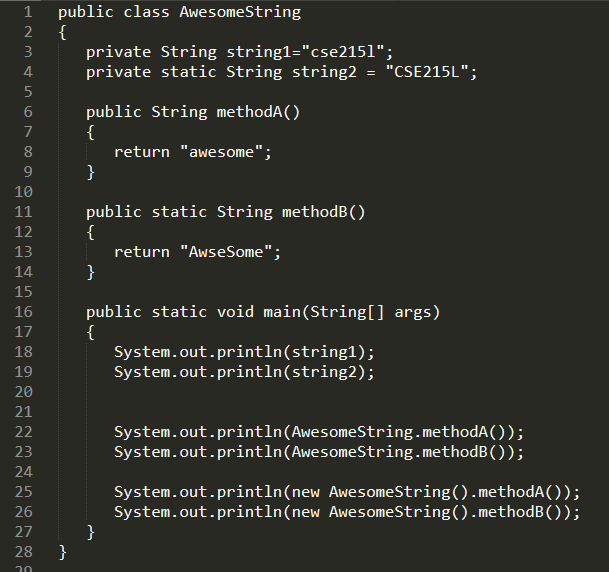 1 public class AwesomeString
2 {
3 private String string1="cse215l";
4 private static String string2 = "CSE215L";
5
6 public String methodA()
7 {
8 return "awesome";
9 }
10
11 public static String methodB()
12 {
13 return "AwseSome";
14 }
15
16 public static void main(String[] args)
17 {
18 System.out.println(string1);
19 System.out.println(string2);
20
21
22 System.out.println(AwesomeString.methodA());
23 System.out.println(AwesomeString.methodB());
24
25 System.out.println(new AwesomeString().methodA());
26 System.out.println(new AwesomeString().methodB());
27 }
28 }
29